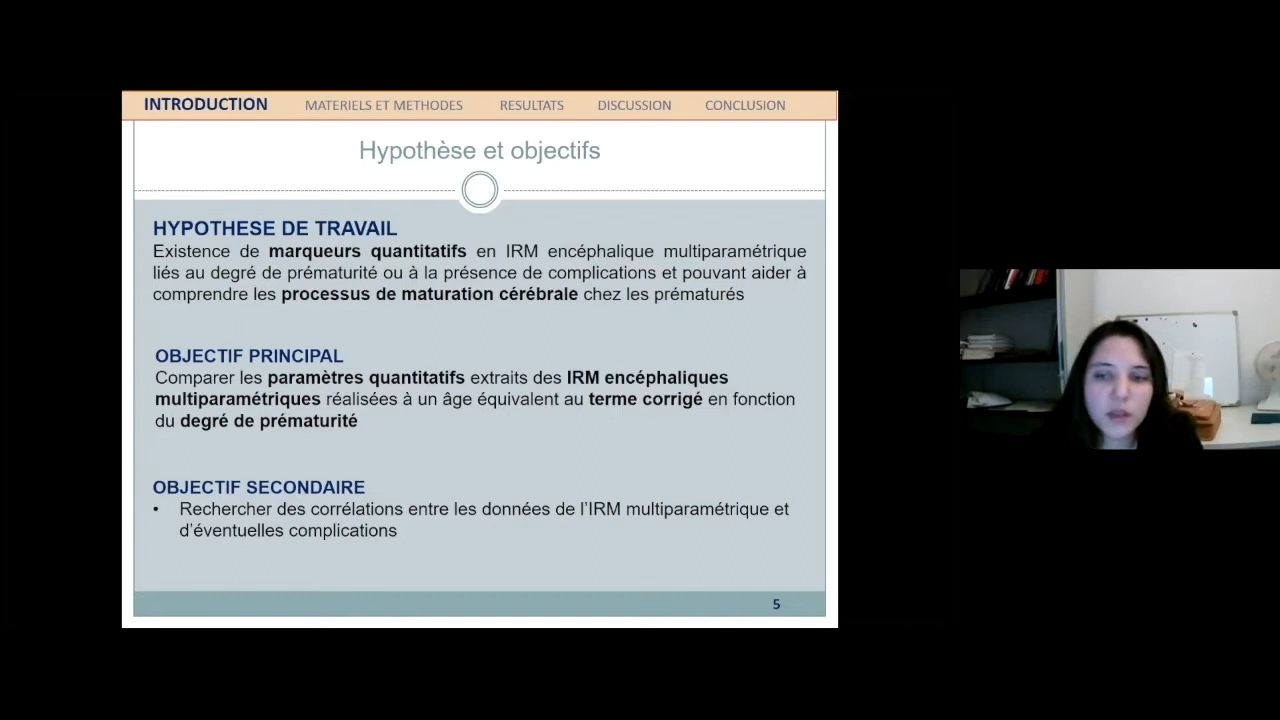 INTRODUCTION MATERIELS ET METHODES RESULTATS DISCUSSION CONCLUSION
Hypothèse et objectifs
HYPOTHESE DE TRAVAIL
Existence de marqueurs quantitatifs en IRM encéphalique multiparamétrique
liés au degré de prématurité ou à la présence de complications et pouvant aider à
comprendre les processus de maturation cérébrale chez les prématurés
OBJECTIF PRINCIPAL
Comparer les paramètres quantitatifs extraits des IRM encéphaliques
multiparamétriques réalisées à un âge équivalent au terme corrigé en fonction
du degré de prématurité
OBJECTIF SECONDAIRE
• Rechercher des corrélations entre les données de l’IRM multiparamétrique et
d’éventuelles complications
5